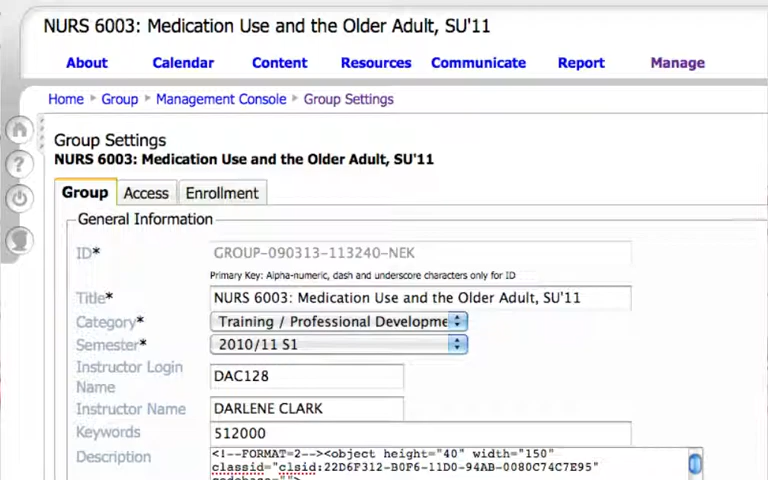 NURS 6003: Medication Use and the Older Adult, SU'11
About Calendar Content Resources Communicate Report Manage
Home Group Management Console Group Settings
Group Settings
NURS 6003: Medication Use and the Older Adult, SU'11
Group Access Enrollment
General Information
ID* GROUP-090313-113240-NEK
Primary Key: Alpha-numeric, dash and underscore characters only for ID
Title* NURS 6003: Medication Use and the Older Adult, SU'11
Category* Training / Professional Developme
Semester* 2010/11 S1
Instructor Login Name DAC128
Instructor Name DARLENE CLARK
Keywords 512000
Description <!--FORMAT=2--><object height="40" width="150"
classid="clsid:22D6F312-B0F6-11D0-94AB-0080C74C7E95"